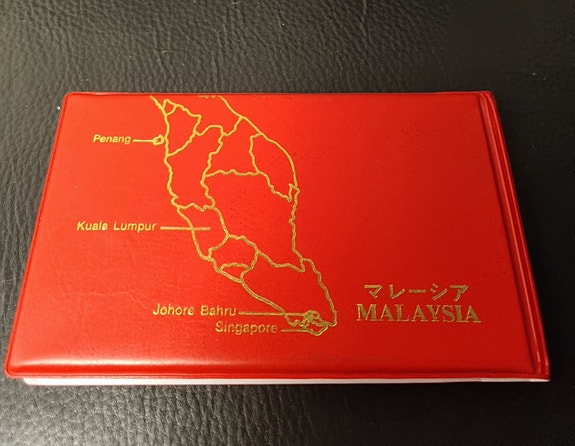 Penang
Kuala Lumpur
Johore Bahru
Singapore
マレーシア
MALAYSIA